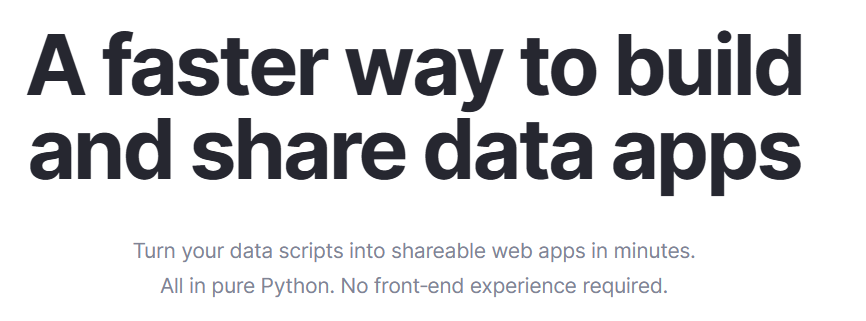 A faster way to build
and share data apps
Turn your data scripts into shareable web apps in minutes.
All in pure Python. No front-end experience required.